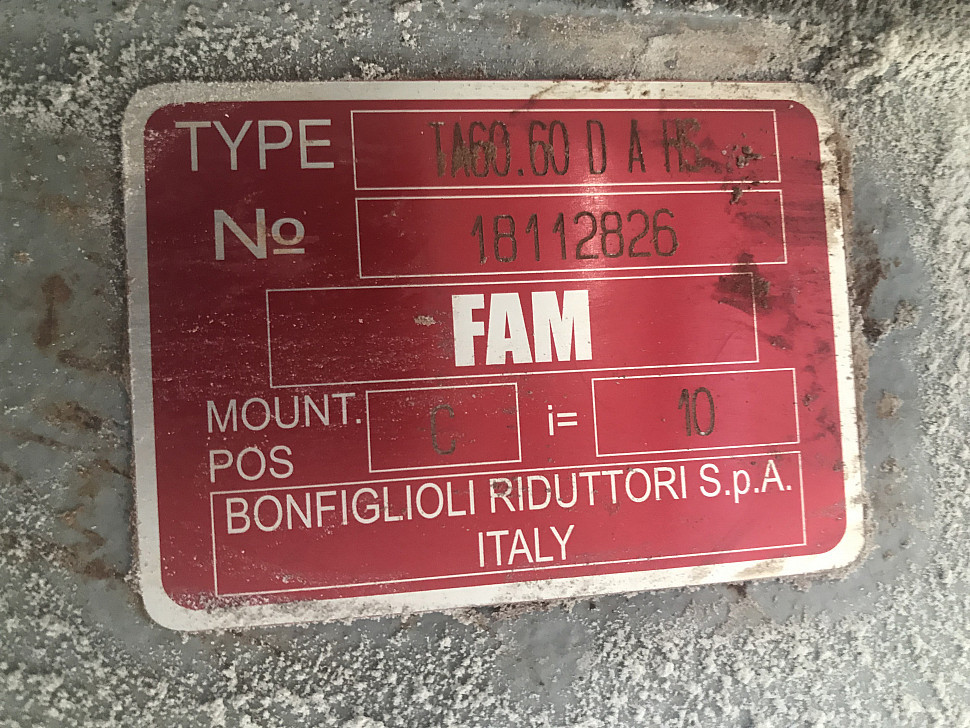 TYPE TA60.60 D A HS
№ 18112826
FAM
MOUNT. POS C i= 10
BONFIGLIOLI RIDUTTORI S.p.A.
ITALY